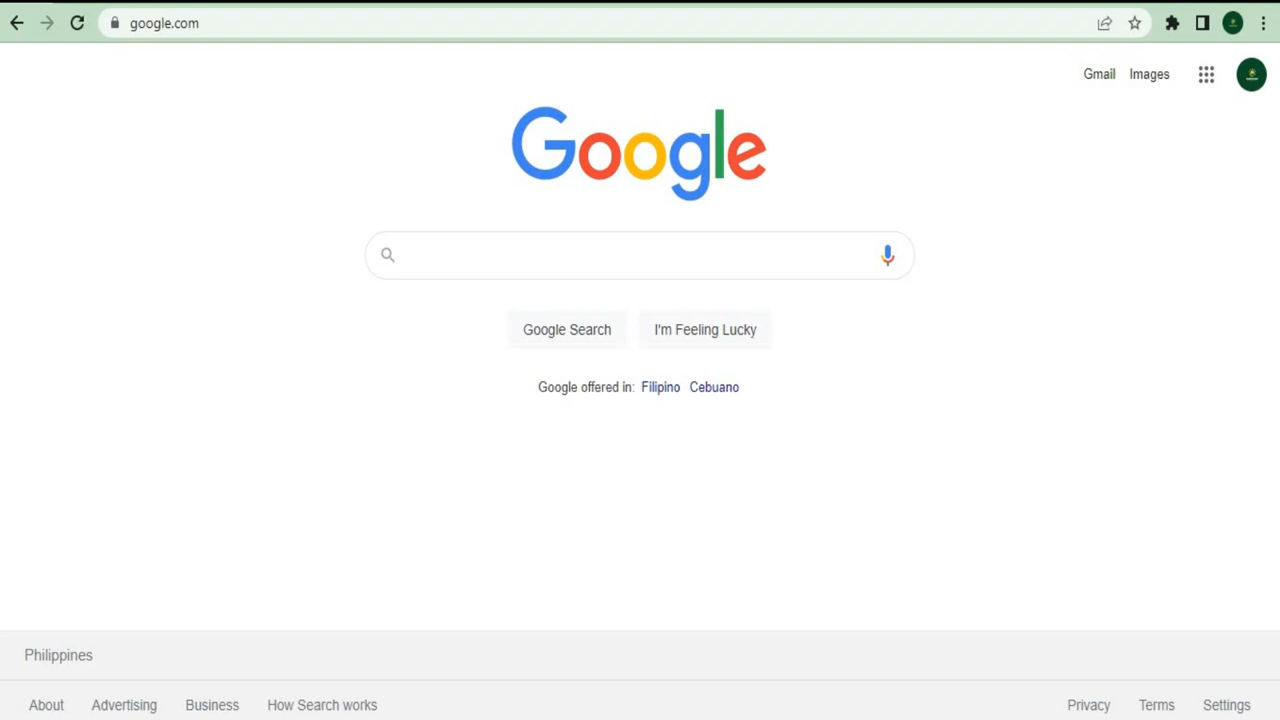 google.com
Gmail Images
Google
Google Search I'm Feeling Lucky
Google offered in: Filipino Cebuano
Philippines
About Advertising Business How Search works Privacy Terms Settings